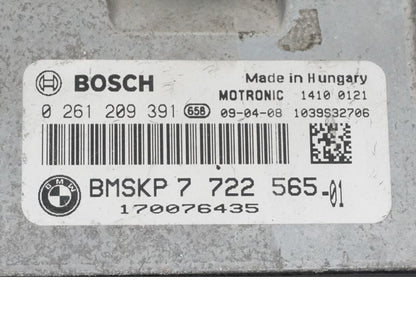 BOSCH Made in Hungary
MOTRONIC 1410 0121
0 261 209 391 658 09-04-08 1039S32706
BMW BMSKP 7 722 565-01
170076435